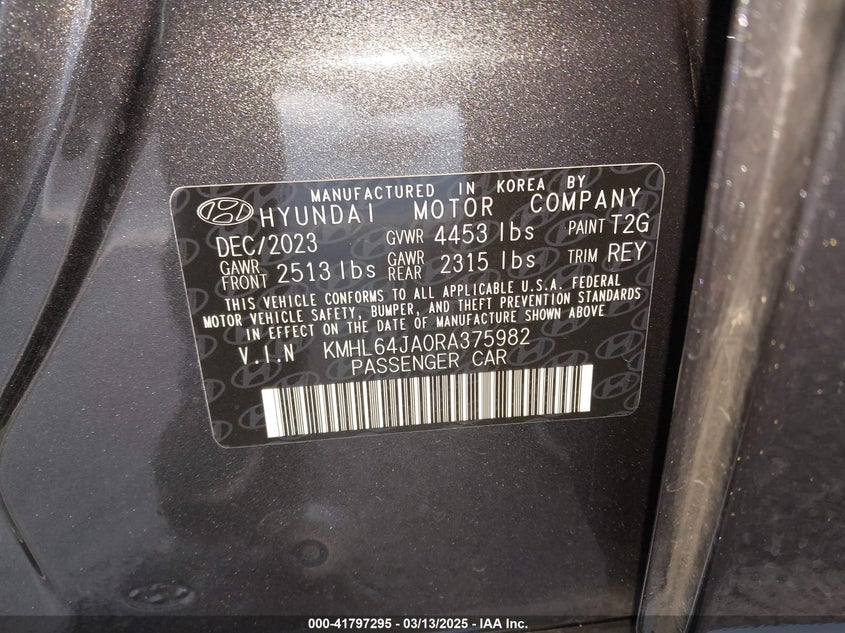 MANUFACTURED IN KOREA BY
HYUNDAI MOTOR COMPANY
DEC/2023 GVWR 4453 lbs PAINT T2G
GAWR FRONT 2513 lbs GAWR REAR 2315 lbs TRIM REY
THIS VEHICLE CONFORMS TO ALL APPLICABLE U.S.A. FEDERAL
MOTOR VEHICLE SAFETY, BUMPER, AND THEFT PREVENTION STANDARDS
IN EFFECT ON THE DATE OF MANUFACTURE SHOWN ABOVE
V.I.N KMHL64JA0RA375982
PASSENGER CAR
000-41797295 - 03/13/2025 - IAA Inc.